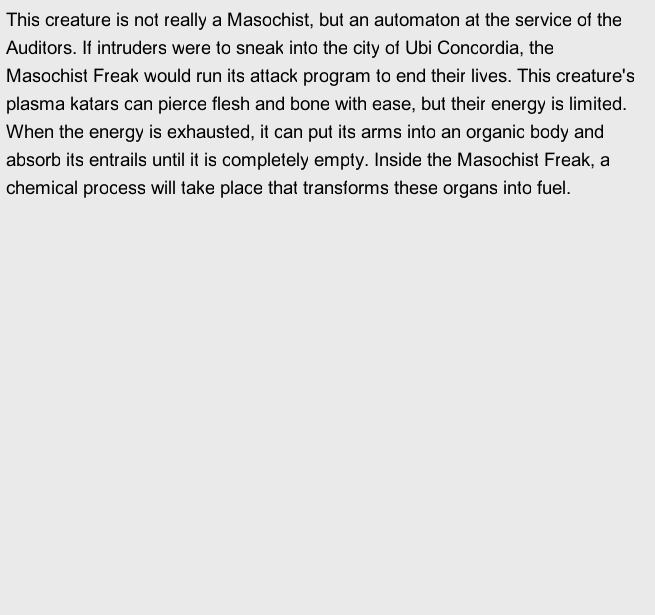 This creature is not really a Masochist, but an automaton at the service of the
Auditors. If intruders were to sneak into the city of Ubi Concordia, the
Masochist Freak would run its attack program to end their lives. This creature's
plasma katars can pierce flesh and bone with ease, but their energy is limited.
When the energy is exhausted, it can put its arms into an organic body and
absorb its entrails until it is completely empty. Inside the Masochist Freak, a
chemical process will take place that transforms these organs into fuel.